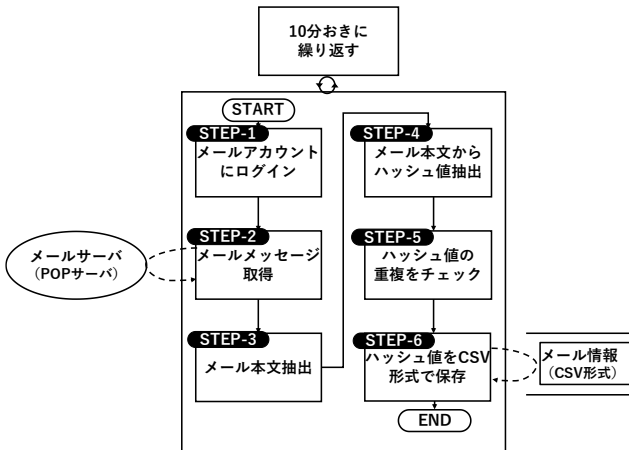 10分おきに
繰り返す
START
STEP-1
メールアカウント
にログイン
STEP-2
メールメッセージ
取得
メールサーバ
(POPサーバ)
STEP-3
メール本文抽出
STEP-4
メール本文から
ハッシュ値抽出
STEP-5
ハッシュ値の
重複をチェック
STEP-6
ハッシュ値をCSV
形式で保存
メール情報
(CSV形式)
END